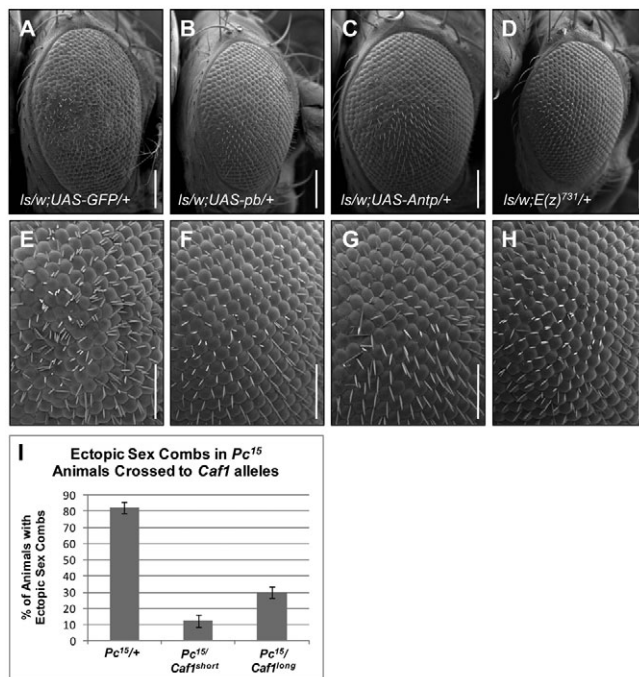 A
B
C
D
ls/w;UAS-GFP/+
ls/w;UAS-pb/+
ls/w;UAS-Antp/+
ls/w;E(z)731/+
E
F
G
H
I
Ectopic Sex Combs in Pc15
Animals Crossed to Caf1 alleles
% of Animals with
Ectopic Sex Combs
90
80
70
60
50
40
30
20
10
0
Pc15/+
Pc15/
Caf1short
Pc15/
Caf1long